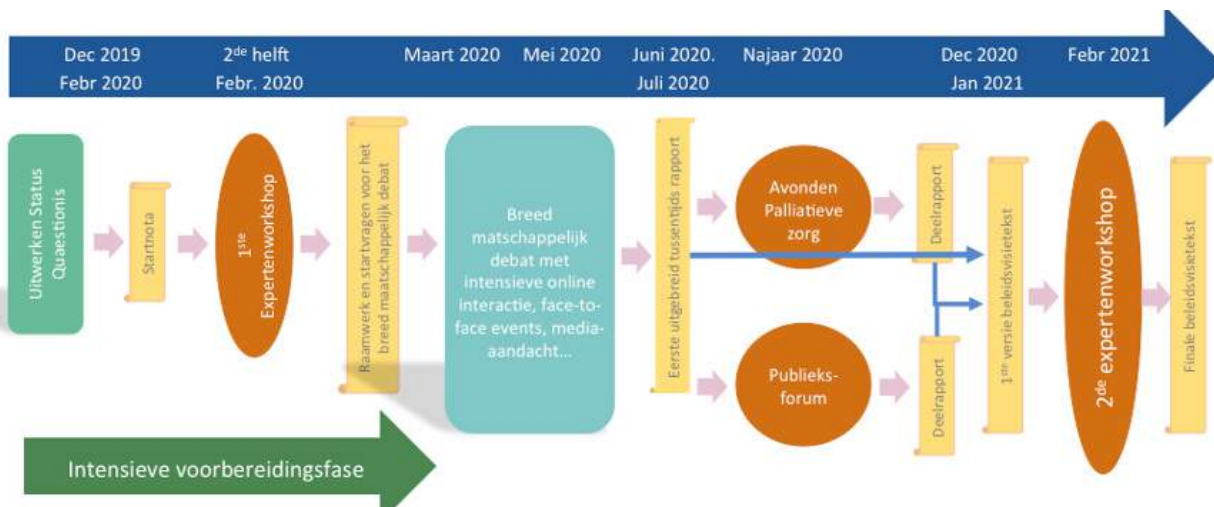 Dec 2019
Febr 2020
2de helft
Febr. 2020
Maart 2020
Mei 2020
Juni 2020.
Juli 2020
Najaar 2020
Dec 2020
Jan 2021
Febr 2021
Uitwerken Status
Quaestionis
Startnota
1ste
Expertenworkshop
Raamwerk en startvragen voor het
breed maatschappelijk debat
Breed
matschappelijk
debat met
intensieve online
interactie, face-to-
face events, media-
aandacht...
Eerste uitgebreid tussentijds rapport
Avonden
Palliatieve
zorg
Deelrapport
Publieks-
forum
Deelrapport
1ste versie beleidsvisietekst
2de expertenworkshop
Finale beleidsvisietekst
Intensieve voorbereidingsfase